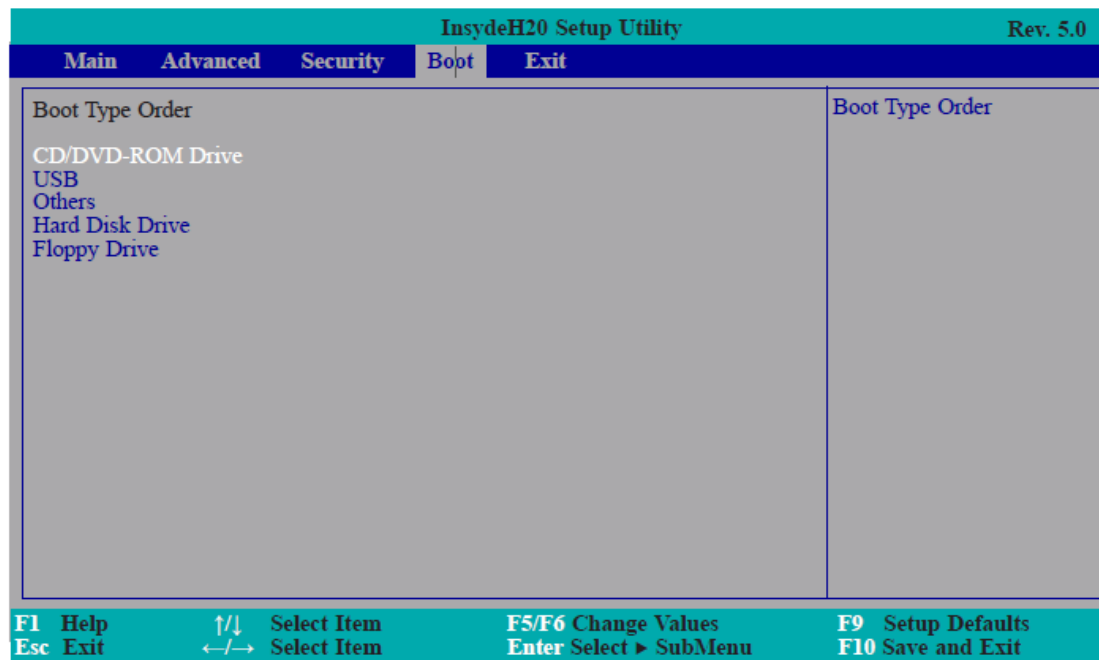 InsydeH20 Setup Utility Rev. 5.0
Main Advanced Security Boot Exit
Boot Type Order
CD/DVD-ROM Drive
USB
Others
Hard Disk Drive
Floppy Drive
Boot Type Order
F1 Help ↑/↓ Select Item F5/F6 Change Values F9 Setup Defaults
Esc Exit ←/→ Select Item Enter Select ▸ SubMenu F10 Save and Exit